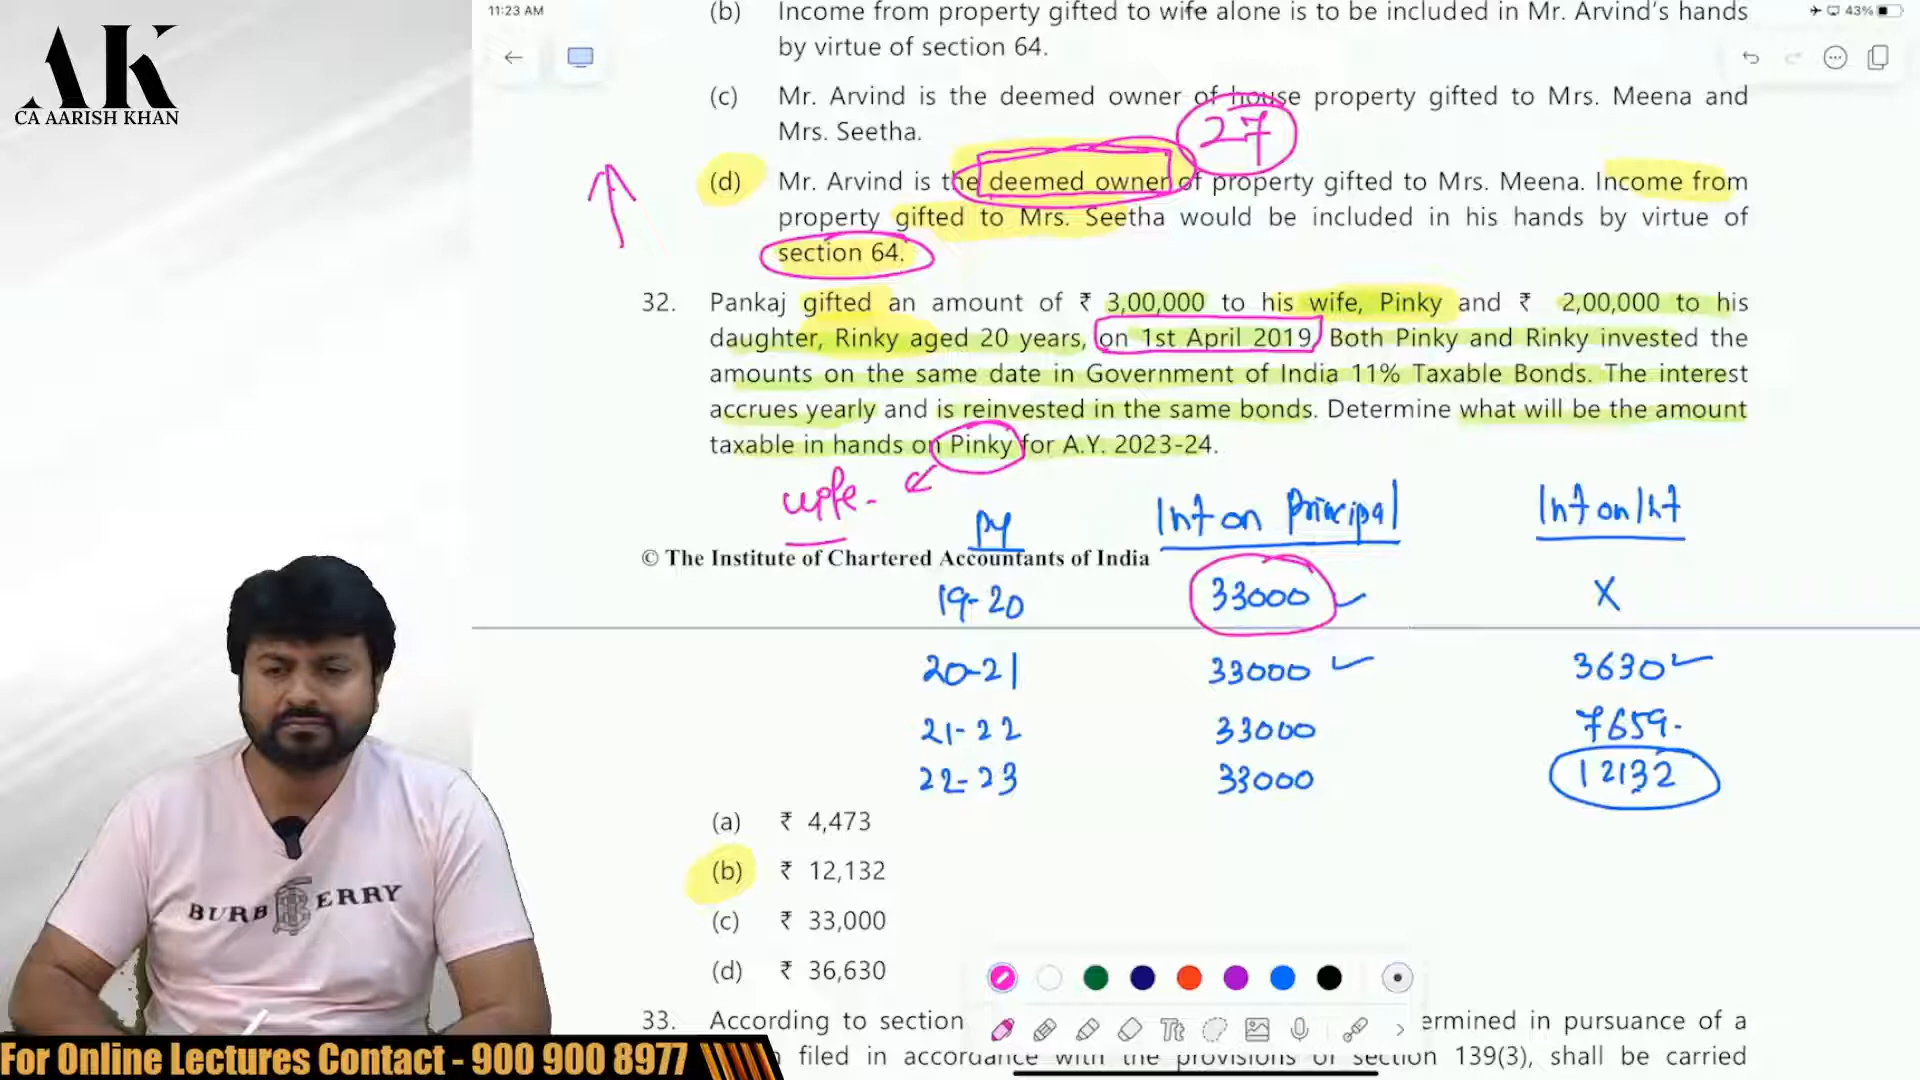 11:23 AM
43%
AK
CA AARISH KHAN
(b) Income from property gifted to wife alone is to be included in Mr. Arvind's hands
by virtue of section 64.
(c) Mr. Arvind is the deemed owner of house property gifted to Mrs. Meena and
Mrs. Seetha.
27
(d) Mr. Arvind is the deemed owner of property gifted to Mrs. Meena. Income from
property gifted to Mrs. Seetha would be included in his hands by virtue of
section 64.
32. Pankaj gifted an amount of ₹ 3,00,000 to his wife, Pinky and ₹ 2,00,000 to his
daughter, Rinky aged 20 years, on 1st April 2019. Both Pinky and Rinky invested the
amounts on the same date in Government of India 11% Taxable Bonds. The interest
accrues yearly and is reinvested in the same bonds. Determine what will be the amount
taxable in hands on Pinky for A.Y. 2023-24.
wife-
PY Int on Principal Int on Int
© The Institute of Chartered Accountants of India
19-20 33000 X
20-21 33000 3630
21-22 33000 7659
22-23 33000 12132
(a) ₹ 4,473
(b) ₹ 12,132
(c) ₹ 33,000
(d) ₹ 36,630
BURBERRY
Tt
33. According to section ermined in pursuance of a
filed in accordance with the provisions of section 139(3), shall be carried
For Online Lectures Contact - 900 900 8977